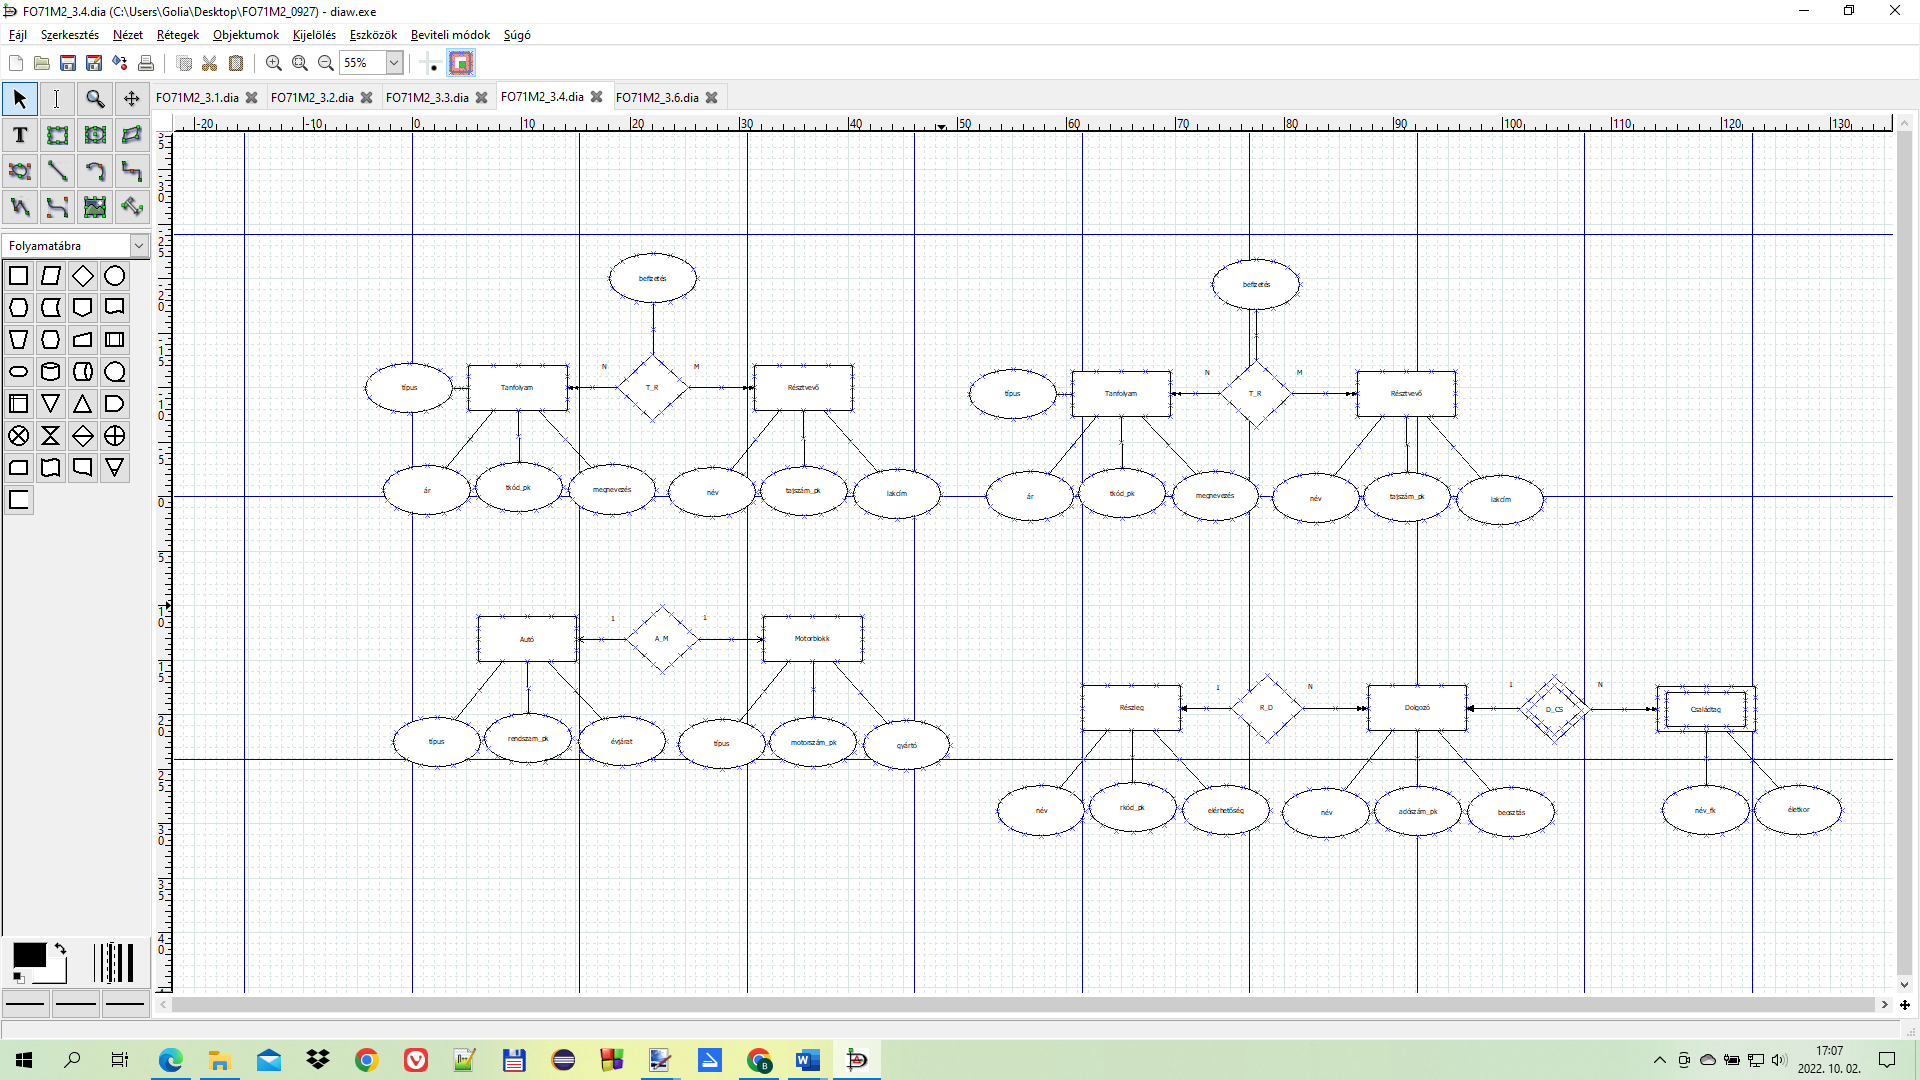 FO71M2_3.4.dia (C:\Users\Golia\Desktop\FO71M2_0927) - diaw.exe
Fájl Szerkesztés Nézet Rétegek Objektumok Kijelölés Eszközök Beviteli módok Súgó
55%
FO71M2_3.1.dia FO71M2_3.2.dia FO71M2_3.3.dia FO71M2_3.4.dia FO71M2_3.6.dia
-20 -10 0 10 20 30 40 50 60 70 80 90 100 110 120 130
T
Folyamatábra
befizetés
befizetés
típus Tanfolyam N T_R M Résztvevő
típus Tanfolyam N T_R M Résztvevő
ár tkód_pk megnevezés név tajszám_pk lakcím
ár tkód_pk megnevezés név tajszám_pk lakcím
Autó 1 A_M 1 Motorblokk
típus rendszam_pk évjárat típus motorszám_pk gyártó
Részleg 1 R_D N Dolgozó 1 D_CS N Családtag
név rkód_pk elérhetőség név adószám_pk beosztás név_fk életkor
17:07
2022. 10. 02.